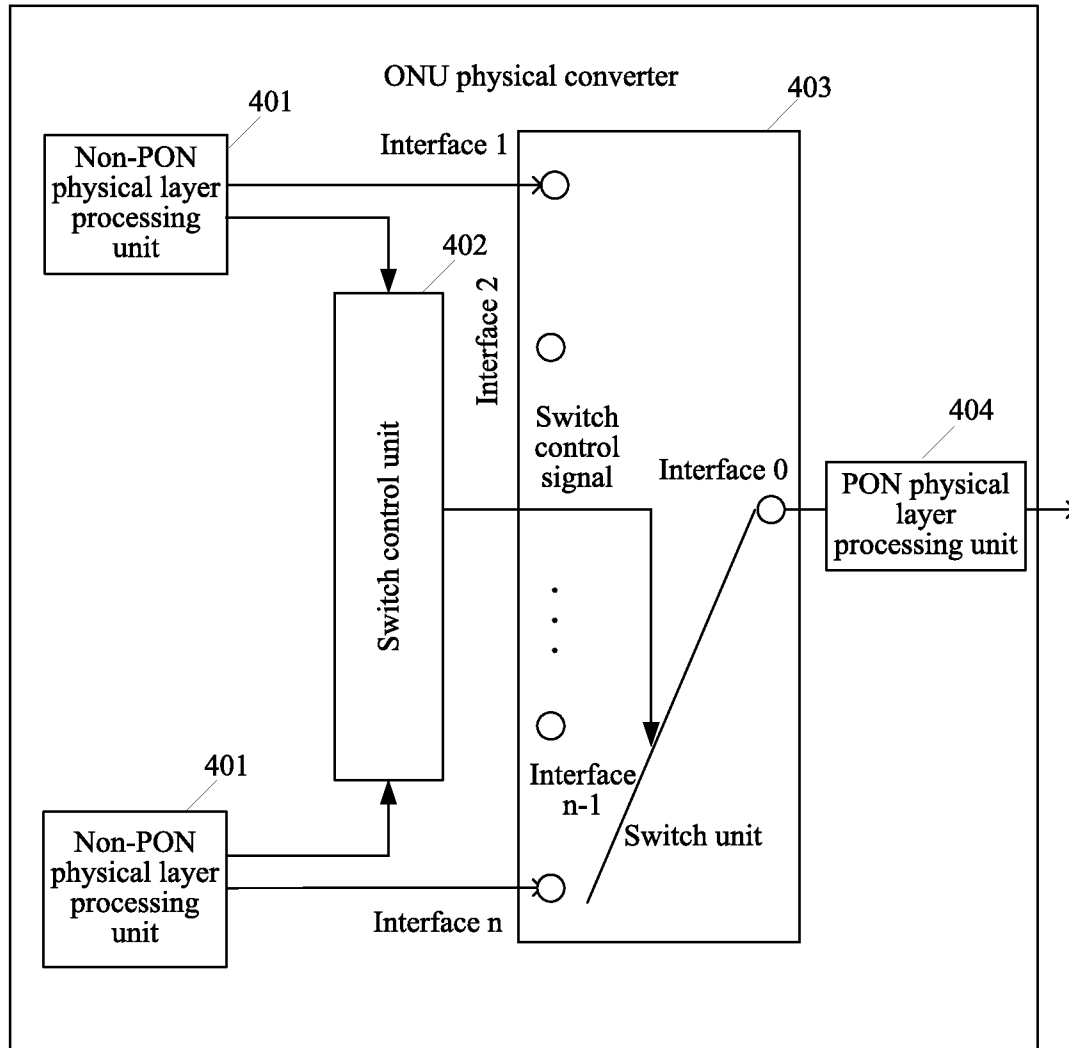 ONU physical converter
401
403
Interface 1
Non-PON
physical layer
processing
unit
402
Interface 2
Switch control unit
Switch
control
signal
404
Interface 0
PON physical
layer
processing unit
401
Interface
n-1
Switch unit
Non-PON
physical layer
processing
unit
Interface n